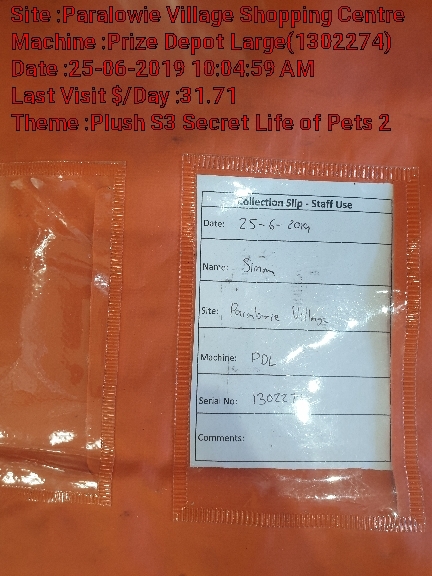 Site :Paralowie Village Shopping Centre
Machine :Prize Depot Large(1302274)
Date :25-06-2019 10:04:59 AM
Last Visit $/Day :31.71
Theme :Plush S3 Secret Life of Pets 2
Collection Slip - Staff Use
Date: 25-6-2019
Name: Simon
Site: Paralowie Village
Machine: PDL
Serial No: 130227
Comments: